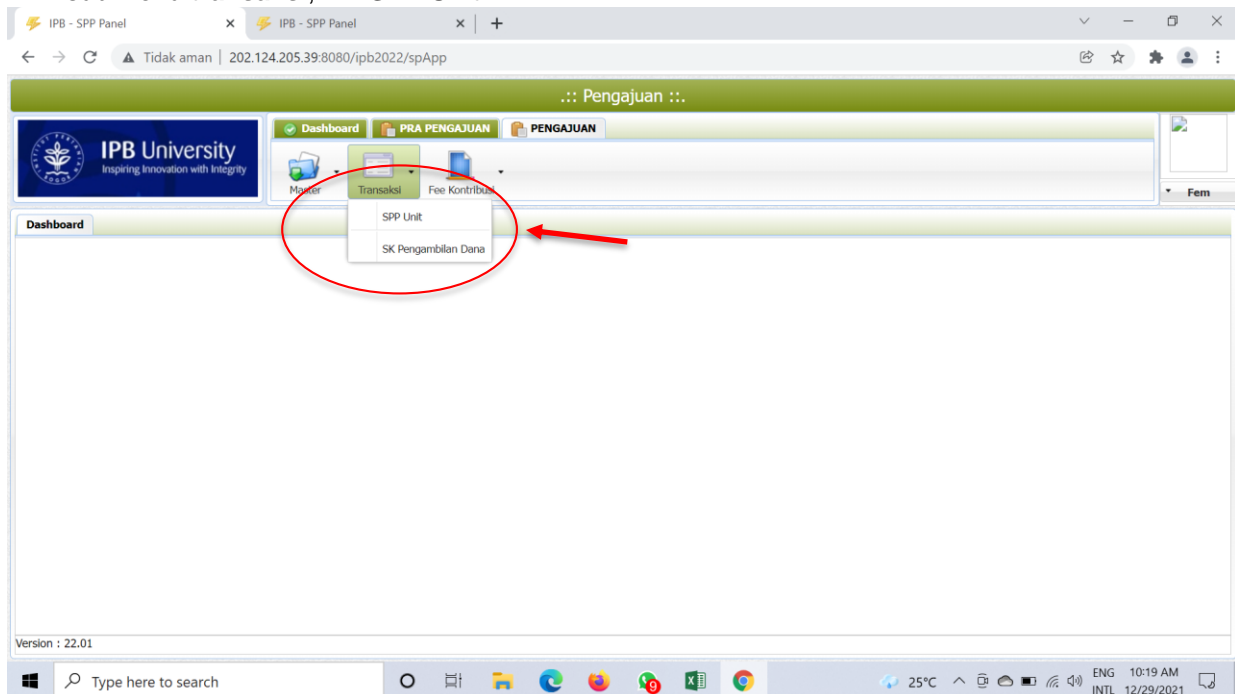 IPB - SPP Panel
IPB - SPP Panel
Tidak aman | 202.124.205.39:8080/ipb2022/spApp
.:: Pengajuan ::.
IPB University
Inspiring Innovation with Integrity
Dashboard
PRA PENGAJUAN
PENGAJUAN
Master
Transaksi
Fee Kontribusi
Fem
Dashboard
SPP Unit
SK Pengambilan Dana
Version : 22.01
Type here to search
9
25°C
ENG
INTL
10:19 AM
12/29/2021